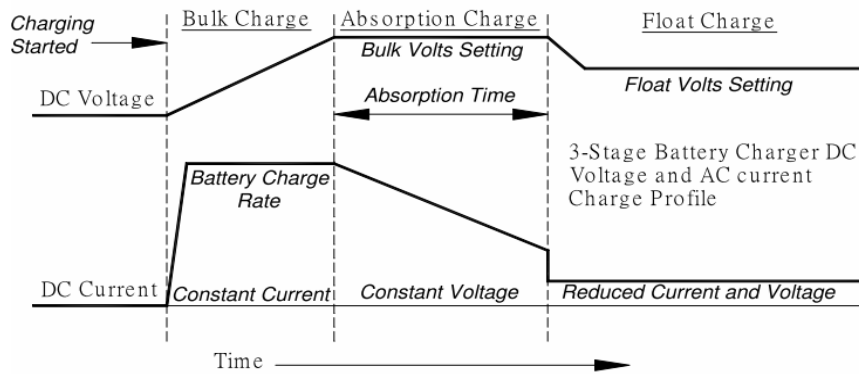 Charging
Started
Bulk Charge
Absorption Charge
Float Charge
Bulk Volts Setting
DC Voltage
Absorption Time
Float Volts Setting
Battery Charge
Rate
3-Stage Battery Charger DC
Voltage and AC current
Charge Profile
DC Current
Constant Current
Constant Voltage
Reduced Current and Voltage
Time